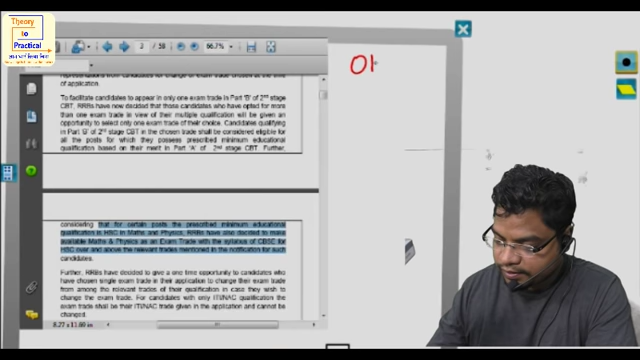 Theory
to
Practical
3 / 58
66.7%
of application.
To facilitate candidates to appear in only one exam trade in Part 'B' of 2nd stage
CBT, RRBs have now decided that those candidates who have opted for more
than one exam trade in view of their multiple qualification will be given an
opportunity to select only one exam trade of their choice. Candidates qualifying
in Part 'B' of 2nd stage CBT in the chosen trade shall be considered eligible for
all the posts for which they possess prescribed minimum educational
qualification based on their merit in Part 'A' of 2nd stage CBT. Further,
considering that for certain posts the prescribed minimum educational
qualification is HSC in Maths and Physics, RRBs have also decided to make
available Maths & Physics as an Exam Trade with the syllabus of CBSE for
HSC over and above the relevant trades mentioned in the notification for such
candidates.
Further, RRBs have decided to give a one time opportunity to candidates who
have chosen single exam trade in their application to change their exam trade
from among the relevant trades of their qualification in case they wish to
change the exam trade. For candidates with only ITI/NAC qualification the
exam trade shall be their ITI/NAC trade given in the application and cannot be
changed.
8.27 x 11.69 in